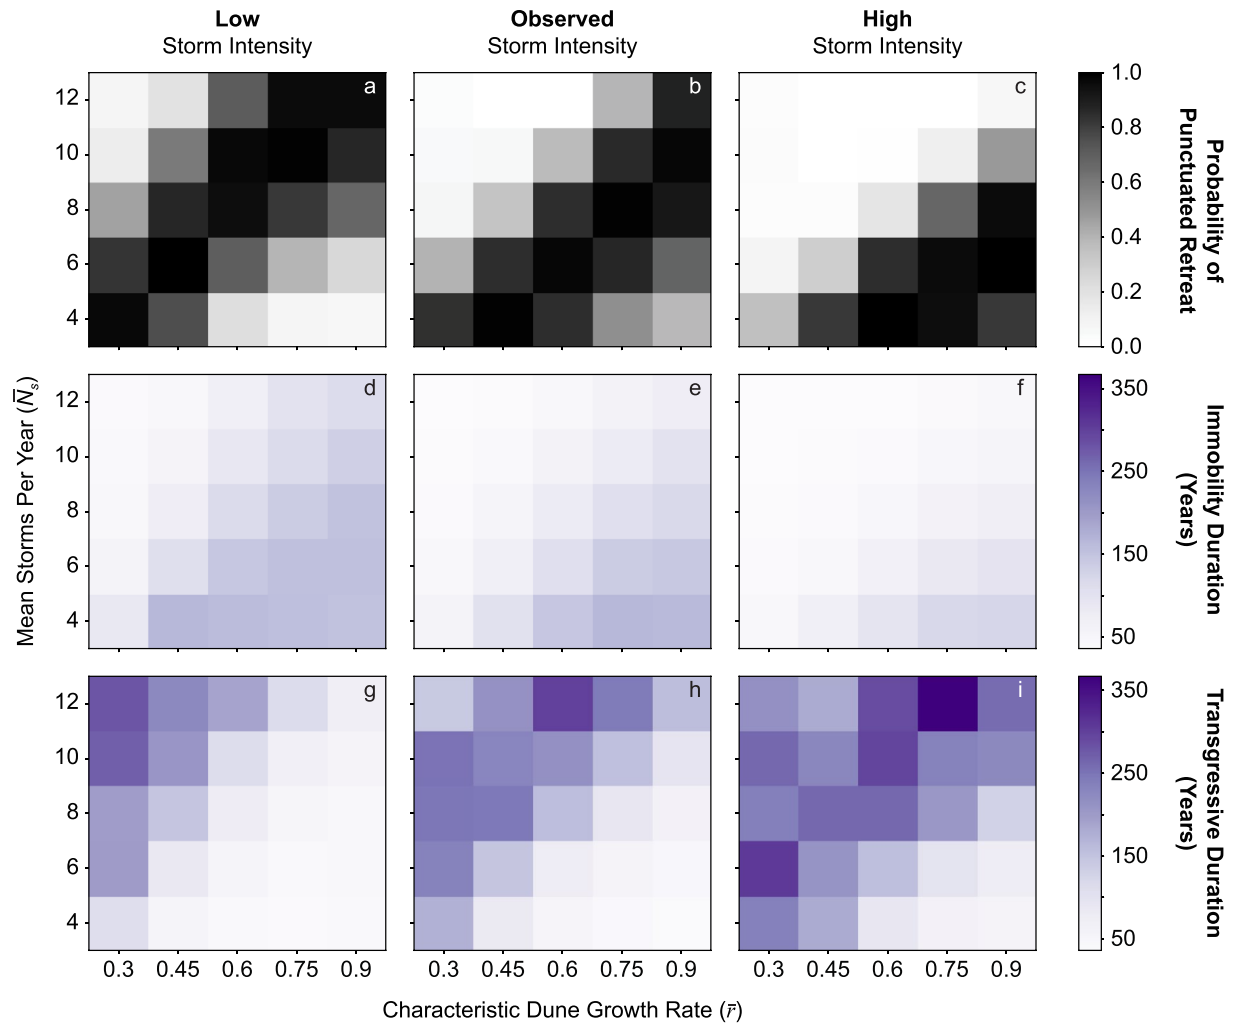 Low
Storm Intensity
Observed
Storm Intensity
High
Storm Intensity
a
b
c
12
10
8
6
4
1.0
0.8
0.6
0.4
0.2
0.0
Probability of
Punctuated Retreat
Mean Storms Per Year (N̄ₛ)
d
e
f
12
10
8
6
4
350
250
150
50
Immobility Duration
(Years)
g
h
i
12
10
8
6
4
350
250
150
50
Transgressive Duration
(Years)
0.3 0.45 0.6 0.75 0.9
0.3 0.45 0.6 0.75 0.9
0.3 0.45 0.6 0.75 0.9
Characteristic Dune Growth Rate (r̄)